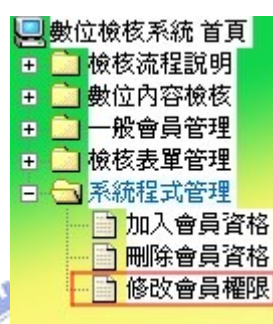 數位檢核系統 首頁
檢核流程說明
數位內容檢核
一般會員管理
檢核表單管理
系統程式管理
加入會員資格
刪除會員資格
修改會員權限